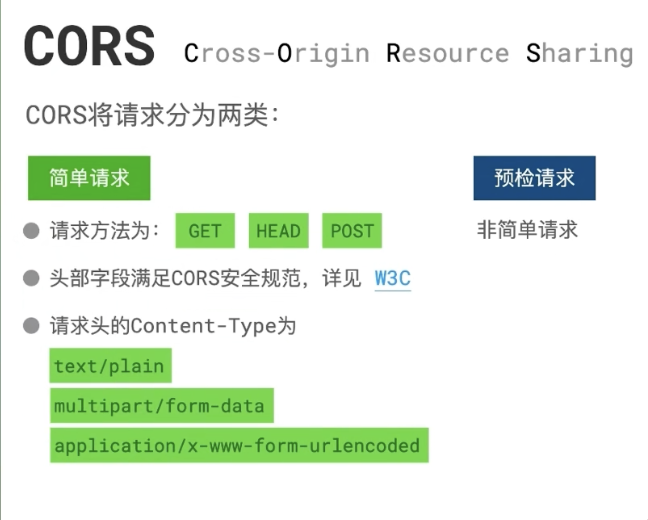 CORS Cross-Origin Resource Sharing
CORS将请求分为两类：
简单请求
预检请求
请求方法为： GET HEAD POST
非简单请求
头部字段满足CORS安全规范，详见 W3C
请求头的Content-Type为
text/plain
multipart/form-data
application/x-www-form-urlencoded